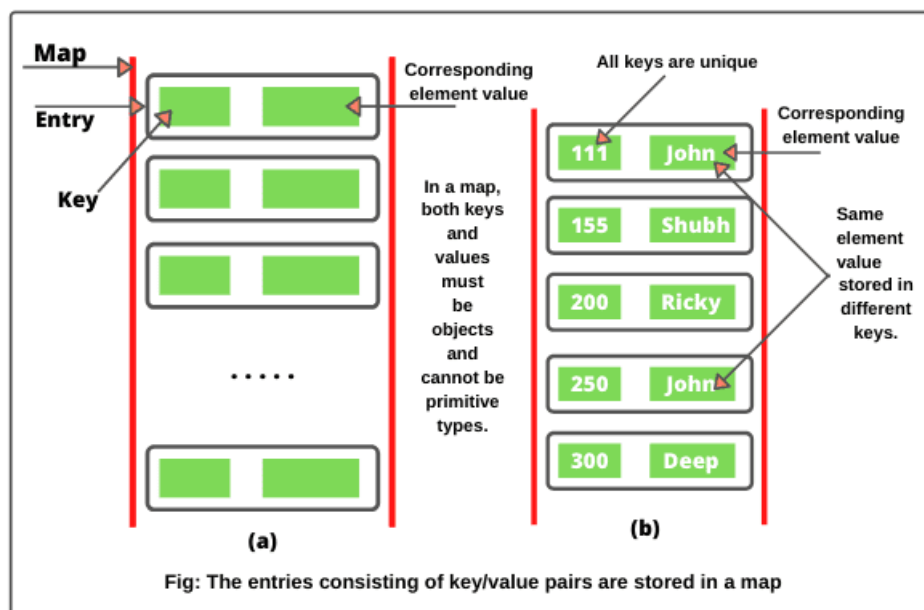 Map
Entry
Key
Corresponding
element value
In a map,
both keys
and
values
must
be
objects
and
cannot be
primitive
types.
.....
(a)
All keys are unique
Corresponding
element value
111 John
155 Shubh
200 Ricky
250 John
300 Deep
Same
element
value
stored in
different
keys.
(b)
Fig: The entries consisting of key/value pairs are stored in a map